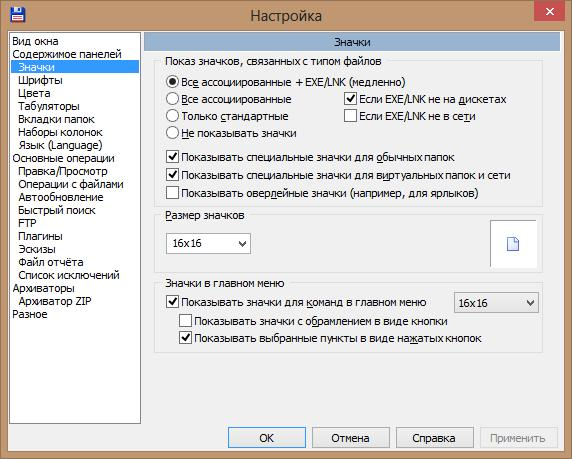 Настройка
Вид окна
Содержимое панелей
Значки
Шрифты
Цвета
Табуляторы
Вкладки папок
Наборы колонок
Язык (Language)
Основные операции
Правка/Просмотр
Операции с файлами
Автообновление
Быстрый поиск
FTP
Плагины
Эскизы
Файл отчёта
Список исключений
Архиваторы
Архиватор ZIP
Разное
Значки
Показ значков, связанных с типом файлов
Все ассоциированные + EXE/LNK (медленно)
Все ассоциированные
Если EXE/LNK не на дискетах
Только стандартные
Если EXE/LNK не в сети
Не показывать значки
Показывать специальные значки для обычных папок
Показывать специальные значки для виртуальных папок и сети
Показывать оверлейные значки (например, для ярлыков)
Размер значков
16x16
Значки в главном меню
Показывать значки для команд в главном меню
16x16
Показывать значки с обрамлением в виде кнопки
Показывать выбранные пункты в виде нажатых кнопок
OK
Отмена
Справка
Применить